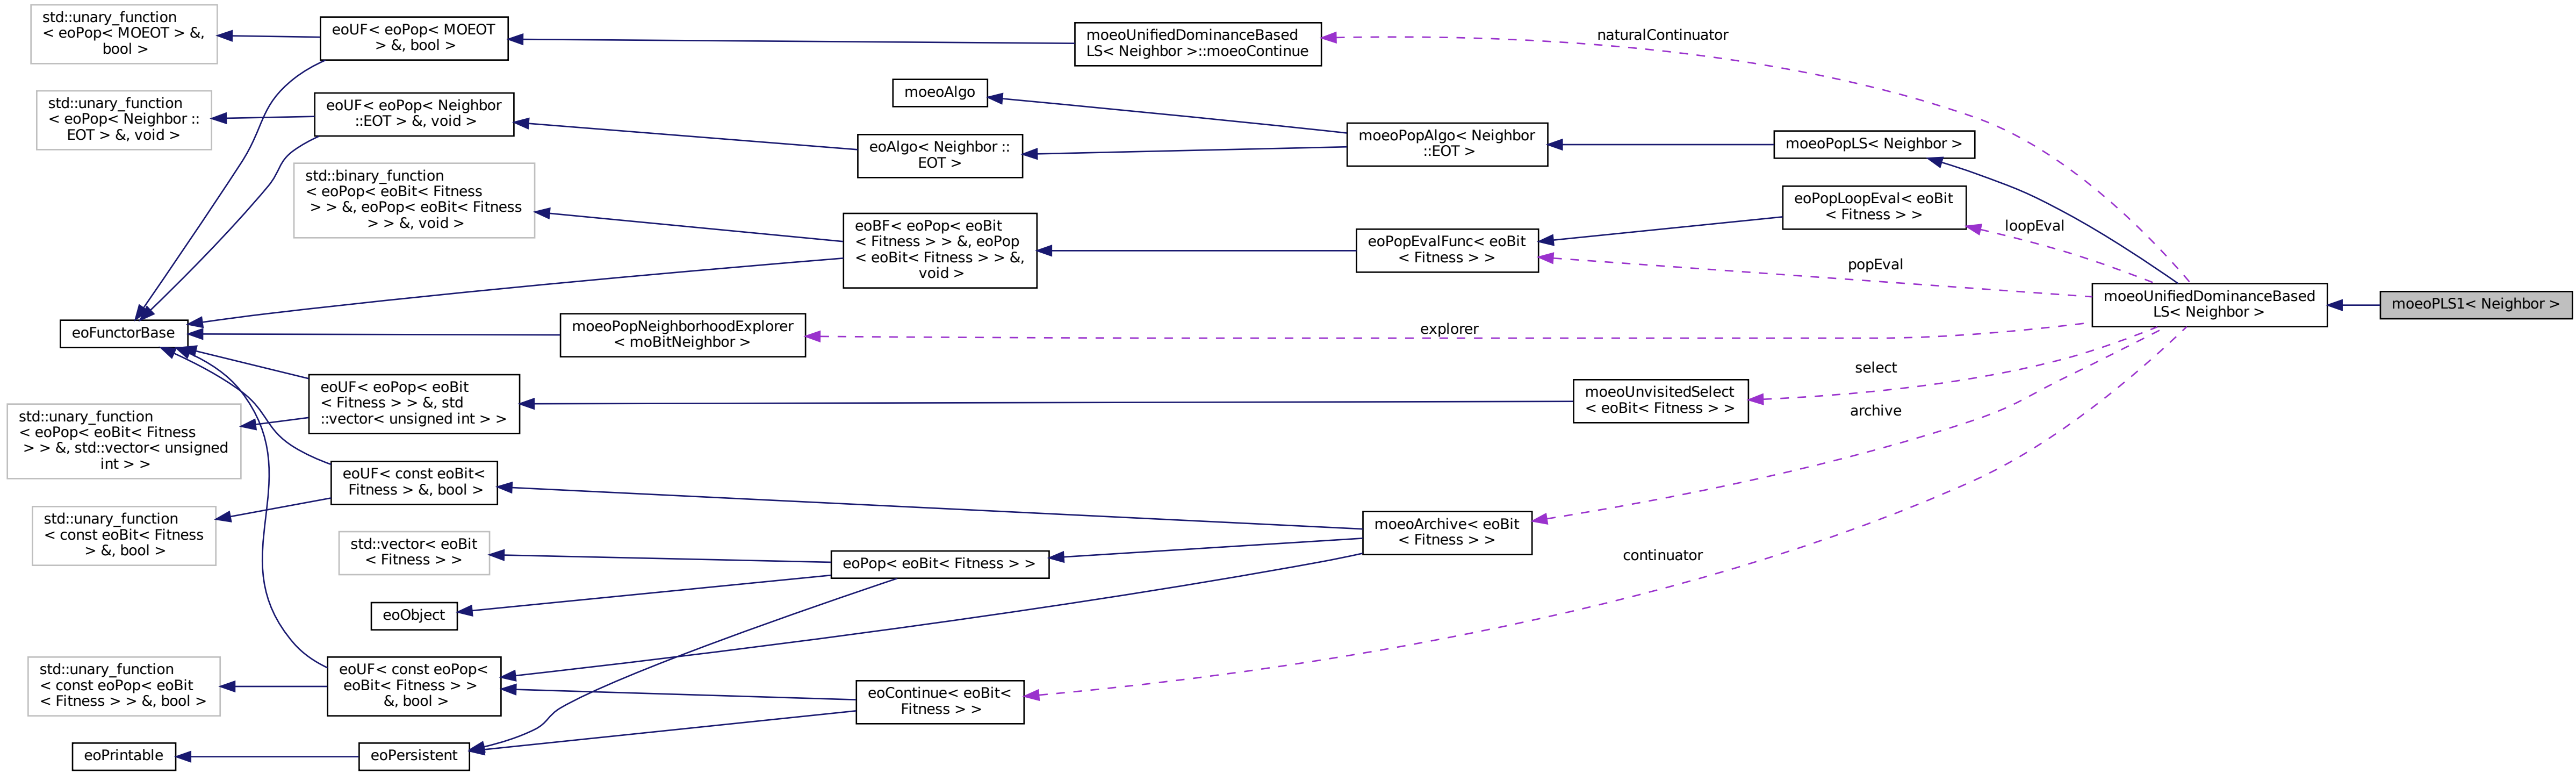 std::unary_function
< eoPop< MOEOT > &,
bool >
eoUF< eoPop< MOEOT
> &, bool >
moeoUnifiedDominanceBased
LS< Neighbor >::moeoContinue
naturalContinuator
moeoAlgo
std::unary_function
< eoPop< Neighbor ::
EOT > &, void >
eoUF< eoPop< Neighbor
::EOT > &, void >
eoAlgo< Neighbor ::
EOT >
moeoPopAlgo< Neighbor
::EOT >
moeoPopLS< Neighbor >
std::binary_function
< eoPop< eoBit< Fitness
> > &, eoPop< eoBit< Fitness
> > &, void >
eoBF< eoPop< eoBit
< Fitness > > &, eoPop
< eoBit< Fitness > > &,
void >
eoPopEvalFunc< eoBit
< Fitness > >
eoPopLoopEval< eoBit
< Fitness > >
loopEval
popEval
moeoUnifiedDominanceBased
LS< Neighbor >
moeoPLS1< Neighbor >
eoFunctorBase
moeoPopNeighborhoodExplorer
< moBitNeighbor >
explorer
select
archive
eoUF< eoPop< eoBit
< Fitness > > &, std
::vector< unsigned int > >
moeoUnvisitedSelect
< eoBit< Fitness > >
std::unary_function
< eoPop< eoBit< Fitness
> > &, std::vector< unsigned
int > >
eoUF< const eoBit<
Fitness > &, bool >
std::unary_function
< const eoBit< Fitness
> &, bool >
std::vector< eoBit
< Fitness > >
eoPop< eoBit< Fitness > >
moeoArchive< eoBit
< Fitness > >
continuator
eoObject
std::unary_function
< const eoPop< eoBit
< Fitness > > &, bool >
eoUF< const eoPop<
eoBit< Fitness > >
&, bool >
eoContinue< eoBit<
Fitness > >
eoPrintable
eoPersistent